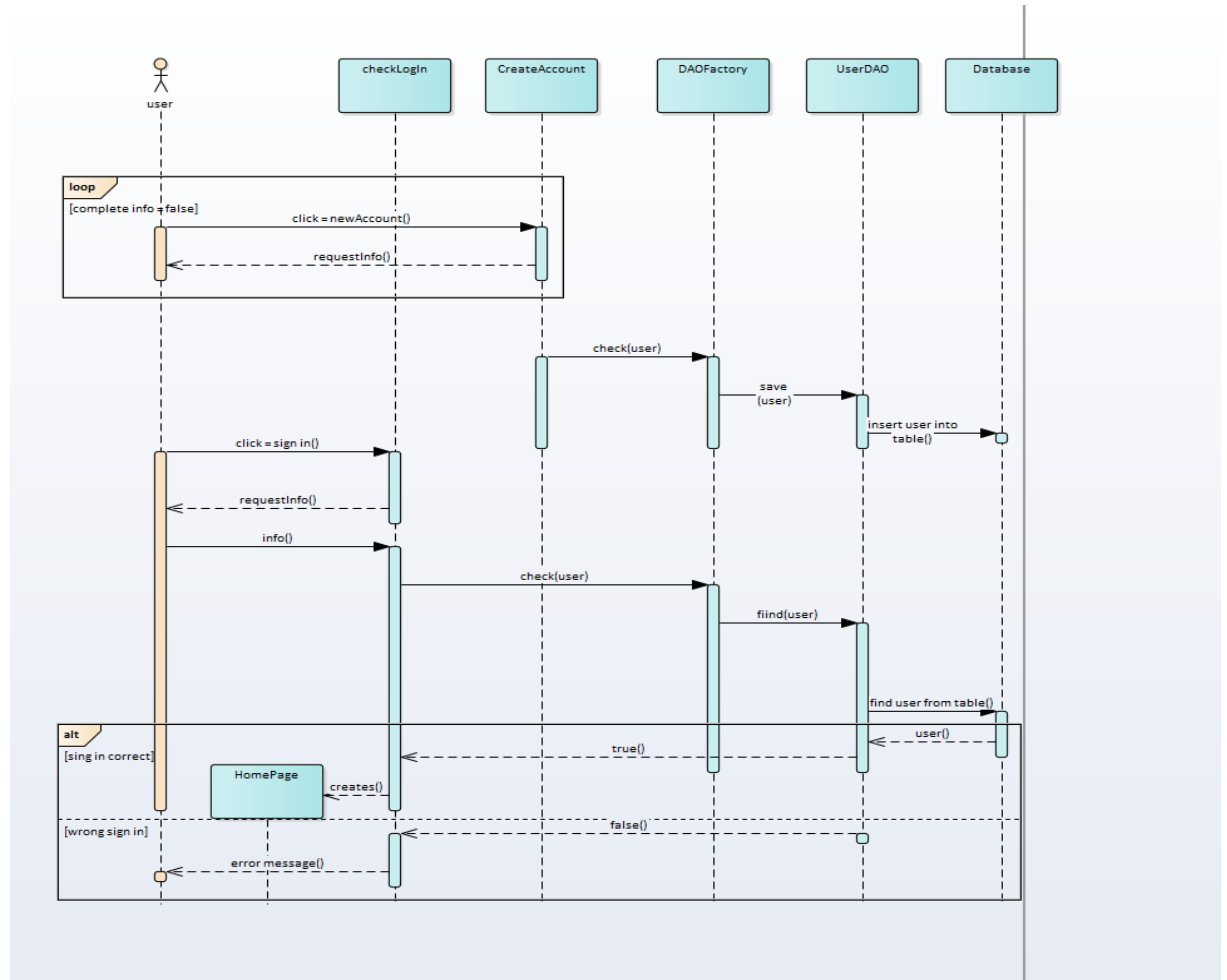 user
checkLogIn
CreateAccount
DAOFactory
UserDAO
Database
loop
[complete info = false]
click = newAccount()
requestInfo()
check(user)
save
(user)
insert user into
table()
click = sign in()
requestInfo()
info()
check(user)
fiind(user)
find user from table()
alt
user()
[sing in correct]
true()
HomePage
creates()
[wrong sign in]
false()
error message()